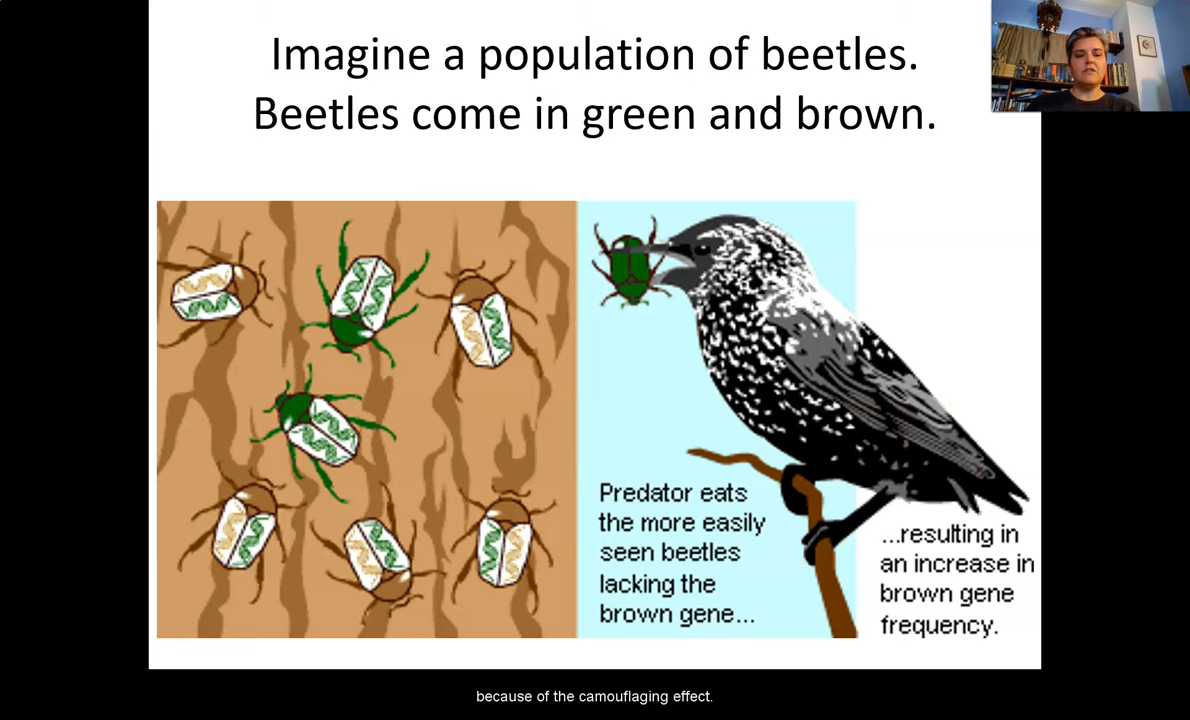 Imagine a population of beetles.
Beetles come in green and brown.
Predator eats
the more easily
seen beetles
lacking the
brown gene...
...resulting in
an increase in
brown gene
frequency.
because of the camouflaging effect.